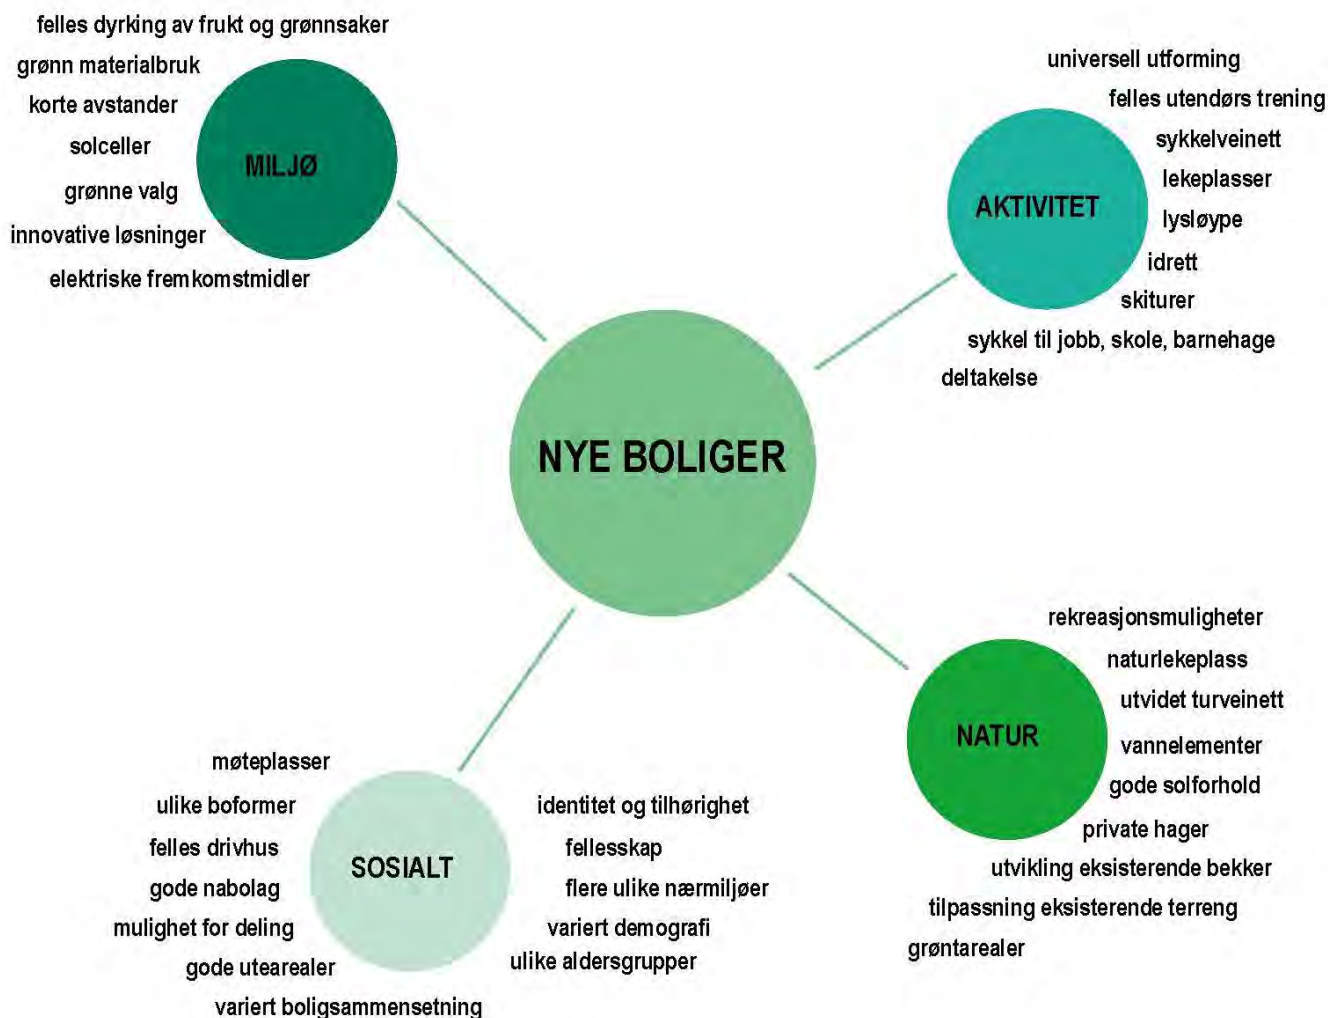 felles dyrking av frukt og grønnsaker
grønn materialbruk
korte avstander
solceller
grønne valg
innovative løsninger
elektriske fremkomstmidler
MILJØ
universell utforming
felles utendørs trening
sykkelveinett
lekeplasser
lysløype
idrett
skiturer
sykkel til jobb, skole, barnehage
deltakelse
AKTIVITET
NYE BOLIGER
møteplasser
ulike boformer
felles drivhus
gode nabolag
mulighet for deling
gode utearealer
variert boligsammensetning
SOSIALT
identitet og tilhørighet
fellesskap
flere ulike nærmiljøer
variert demografi
ulike aldersgrupper
rekreasjonsmuligheter
naturlekeplass
utvidet turveinett
vannelementer
gode solforhold
private hager
utvikling eksisterende bekker
tilpassning eksisterende terreng
grøntarealer
NATUR